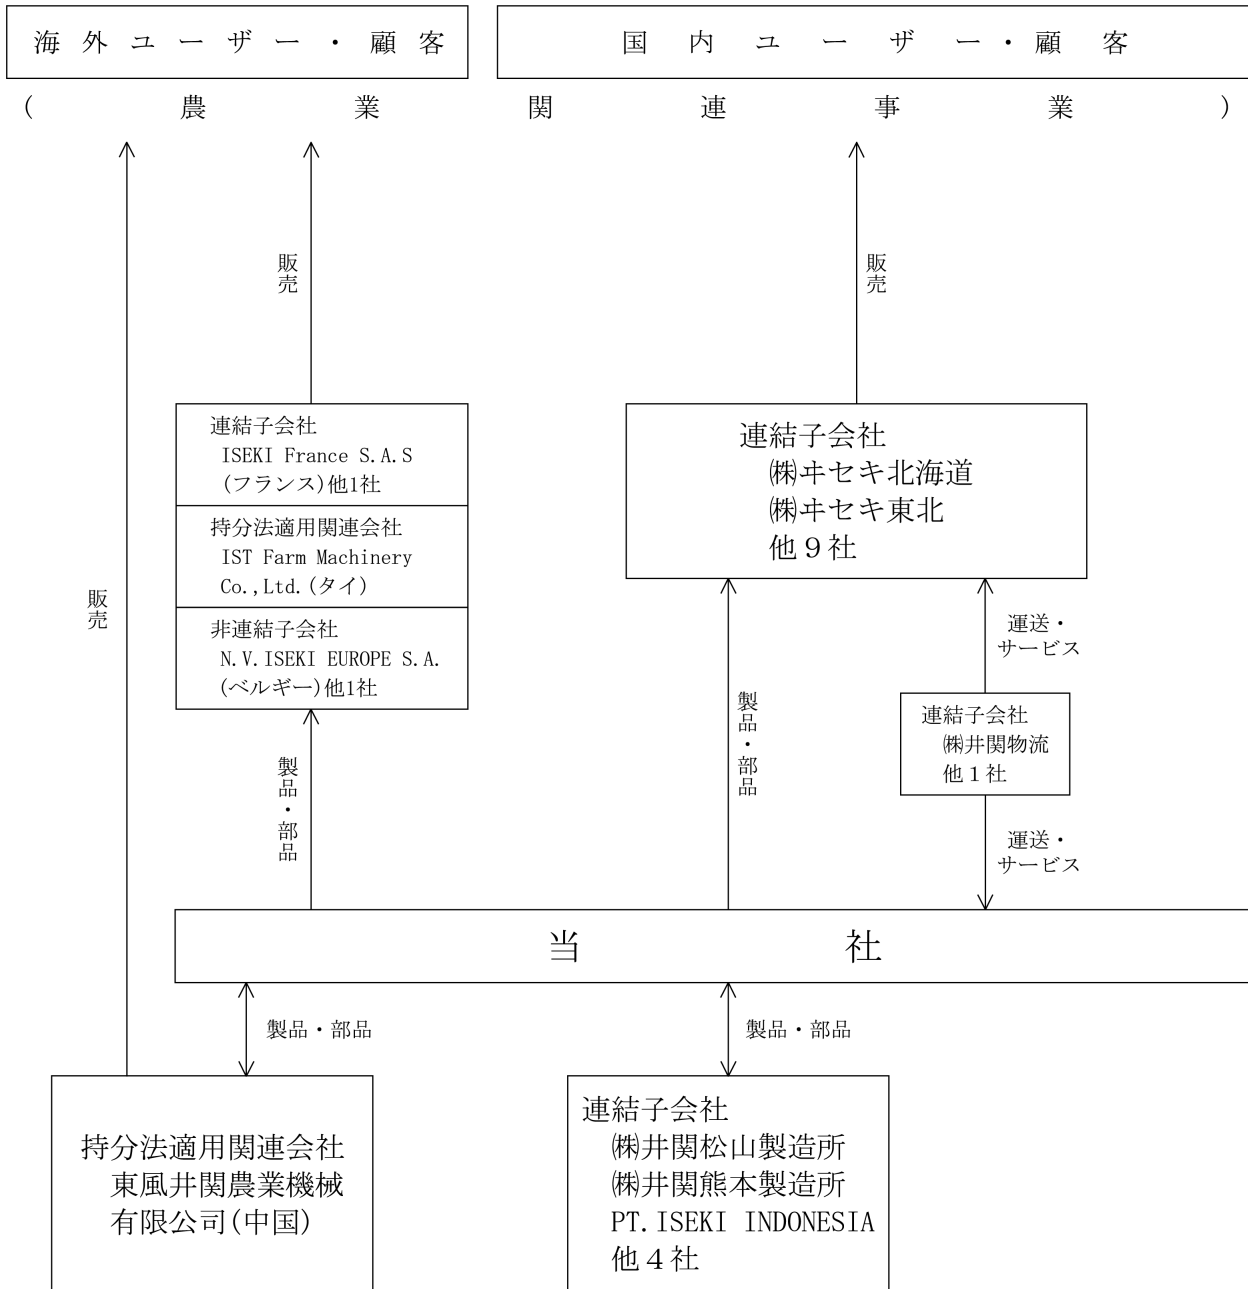 海外ユーザー・顧客
国内ユーザー・顧客
(農業関連事業)
販売
販売
販売
連結子会社
ISEKI France S.A.S
(フランス)他1社
持分法適用関連会社
IST Farm Machinery
Co.,Ltd.(タイ)
非連結子会社
N.V.ISEKI EUROPE S.A.
(ベルギー)他1社
連結子会社
㈱ヰセキ北海道
㈱ヰセキ東北
他９社
運送・
サービス
製品・部品
連結子会社
㈱井関物流
他１社
製品・部品
運送・
サービス
当社
製品・部品
製品・部品
持分法適用関連会社
東風井関農業機械
有限公司(中国)
連結子会社
㈱井関松山製造所
㈱井関熊本製造所
PT.ISEKI INDONESIA
他４社